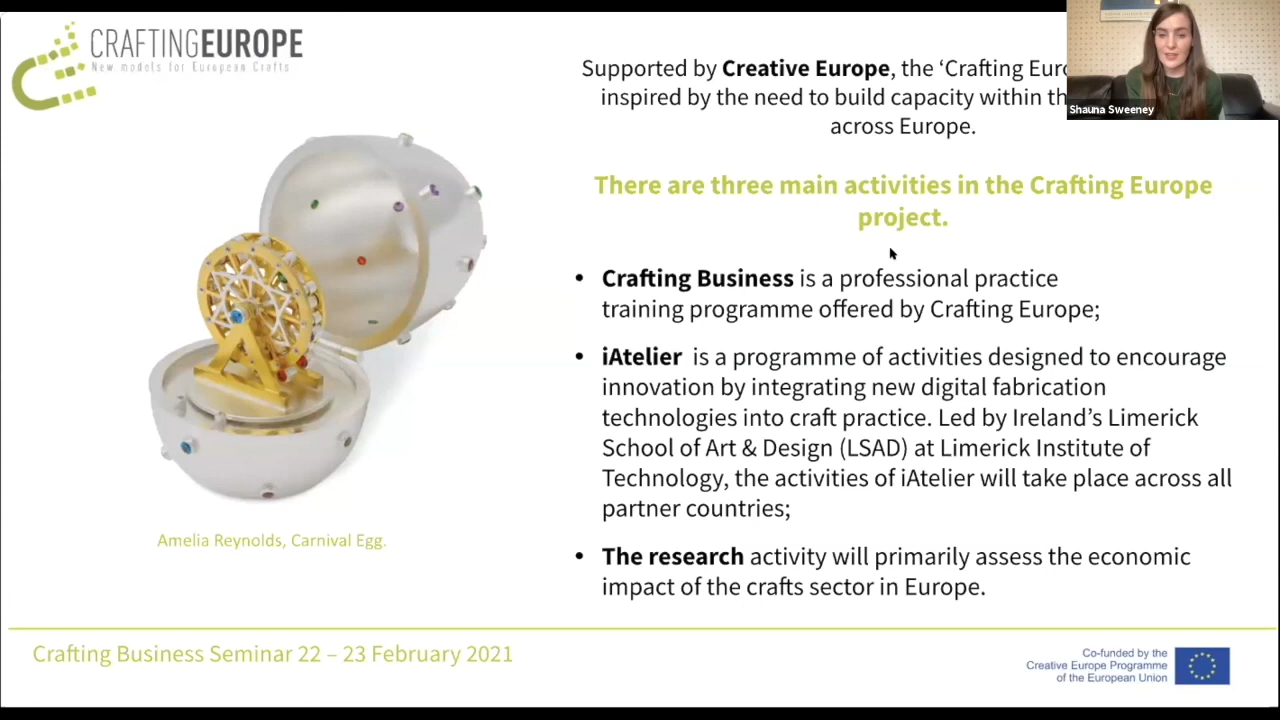 CRAFTINGEUROPE
New models for European Crafts
Supported by Creative Europe, the ‘Crafting
inspired by the need to build capacity within
across Europe.
Shauna Sweeney
There are three main activities in the Crafting Europe
project.
• Crafting Business is a professional practice
training programme offered by Crafting Europe;
• iAtelier is a programme of activities designed to encourage
innovation by integrating new digital fabrication
technologies into craft practice. Led by Ireland’s Limerick
School of Art & Design (LSAD) at Limerick Institute of
Technology, the activities of iAtelier will take place across all
partner countries;
• The research activity will primarily assess the economic
impact of the crafts sector in Europe.
Amelia Reynolds, Carnival Egg.
Crafting Business Seminar 22 – 23 February 2021
Co-funded by the
Creative Europe Programme
of the European Union